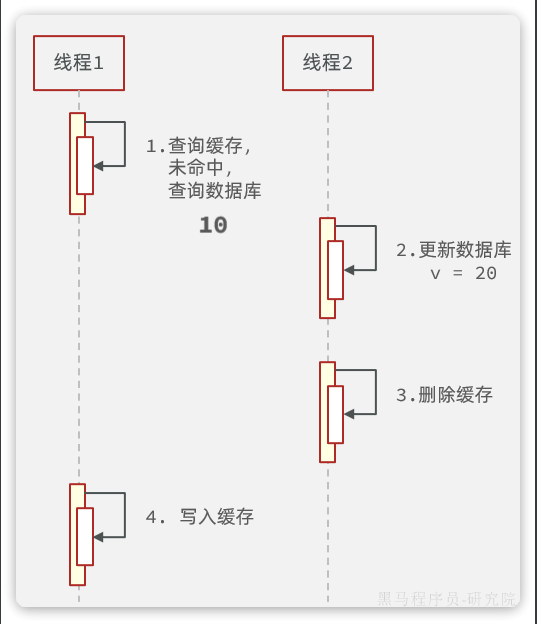 线程1
线程2
1.查询缓存,
未命中,
查询数据库
10
2.更新数据库
v = 20
3.删除缓存
4. 写入缓存
黑马程序员-研究院